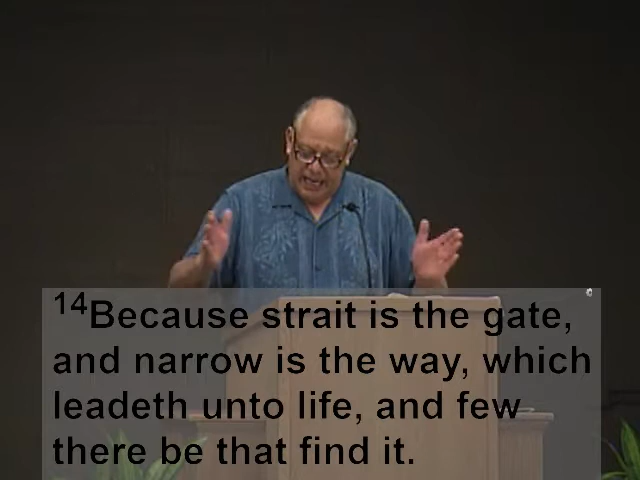 14Because strait is the gate,
and narrow is the way, which
leadeth unto life, and few
there be that find it.